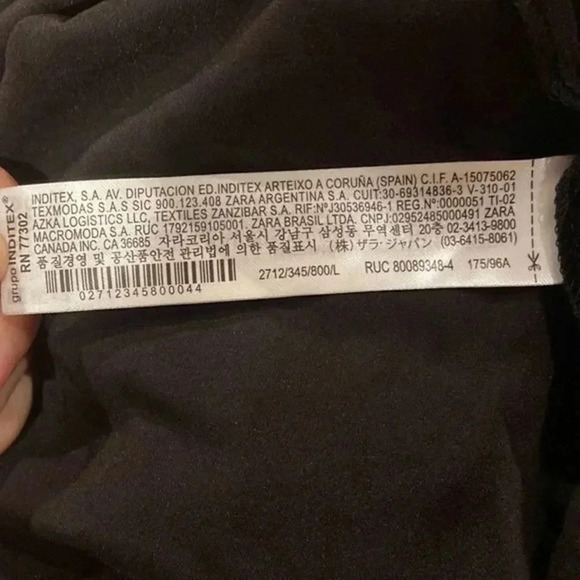 grupo INDITEX®
RN 77302
INDITEX, S.A. AV. DIPUTACION ED.INDITEX ARTEIXO A CORUÑA (SPAIN) C.I.F. A-15075062
TEXMODAS S.A.S SIC 900.123.408 ZARA ARGENTINA S.A. CUIT:30-69314836-3 V-310-01
AZKA LOGISTICS LLC, TEXTILES ZANZIBAR S.A. RIF:NºJ30536946-1 REG.Nº:0000051 TI-02
MACROMODA S.A. RUC 1792159105001. ZARA BRASIL LTDA. CNPJ:02952485000491 ZARA
CANADA INC. CA 36685 자라코리아 서울시 강남구 삼성동 무역센터 20층 02-3413-9800
품질경영 및 공산품안전 관리법에 의한 품질표시 (株) ザラ・ジャパン (03-6415-8061)
2712/345/800/L RUC 80089348-4 175/96A
02712345800044